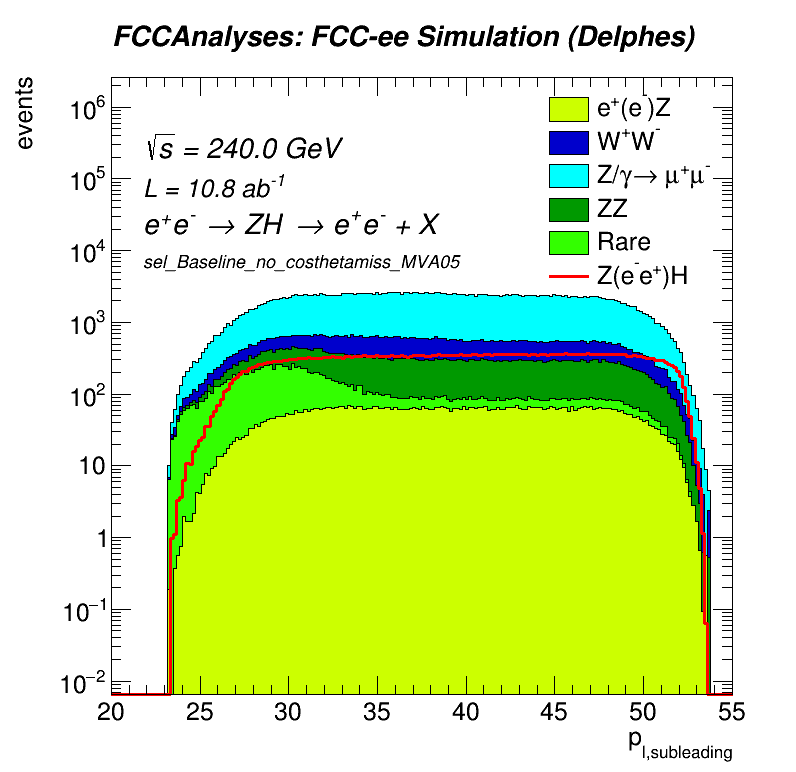 FCCAnalyses: FCC-ee Simulation (Delphes)
events
10⁶
10⁵
10⁴
10³
10²
10
1
10⁻¹
10⁻²
√s = 240.0 GeV
L = 10.8 ab⁻¹
e⁺e⁻ → ZH → e⁺e⁻ + X
sel_Baseline_no_costhetamiss_MVA05
e⁺(e⁻)Z
W⁺W⁻
Z/γ→ μ⁺μ⁻
ZZ
Rare
Z(e⁻e⁺)H
20 25 30 35 40 45 50 55
p_l,subleading